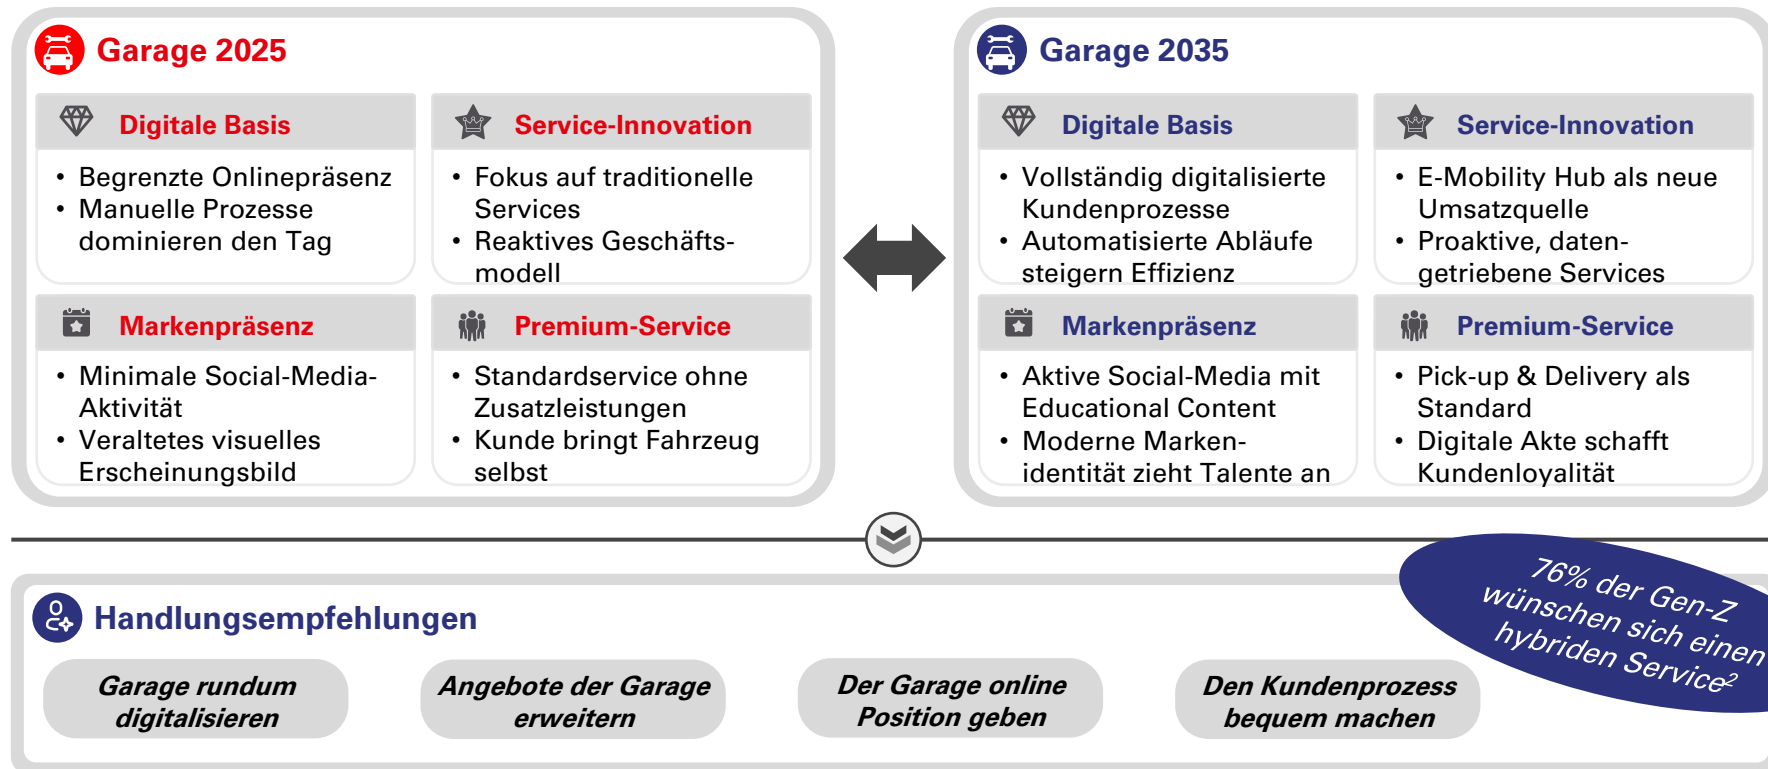 Garage 2025
Digitale Basis
• Begrenzte Onlinepräsenz
• Manuelle Prozesse
dominieren den Tag
Service-Innovation
• Fokus auf traditionelle
Services
• Reaktives Geschäfts-
modell
Markenpräsenz
• Minimale Social-Media-
Aktivität
• Veraltetes visuelles
Erscheinungsbild
Premium-Service
• Standardservice ohne
Zusatzleistungen
• Kunde bringt Fahrzeug
selbst
Garage 2035
Digitale Basis
• Vollständig digitalisierte
Kundenprozesse
• Automatisierte Abläufe
steigern Effizienz
Service-Innovation
• E-Mobility Hub als neue
Umsatzquelle
• Proaktive, daten-
getriebene Services
Markenpräsenz
• Aktive Social-Media mit
Educational Content
• Moderne Marken-
identität zieht Talente an
Premium-Service
• Pick-up & Delivery als
Standard
• Digitale Akte schafft
Kundenloyalität
76% der Gen-Z
wünschen sich einen
hybriden Service²
Handlungsempfehlungen
Garage rundum
digitalisieren
Angebote der Garage
erweitern
Der Garage online
Position geben
Den Kundenprozess
bequem machen